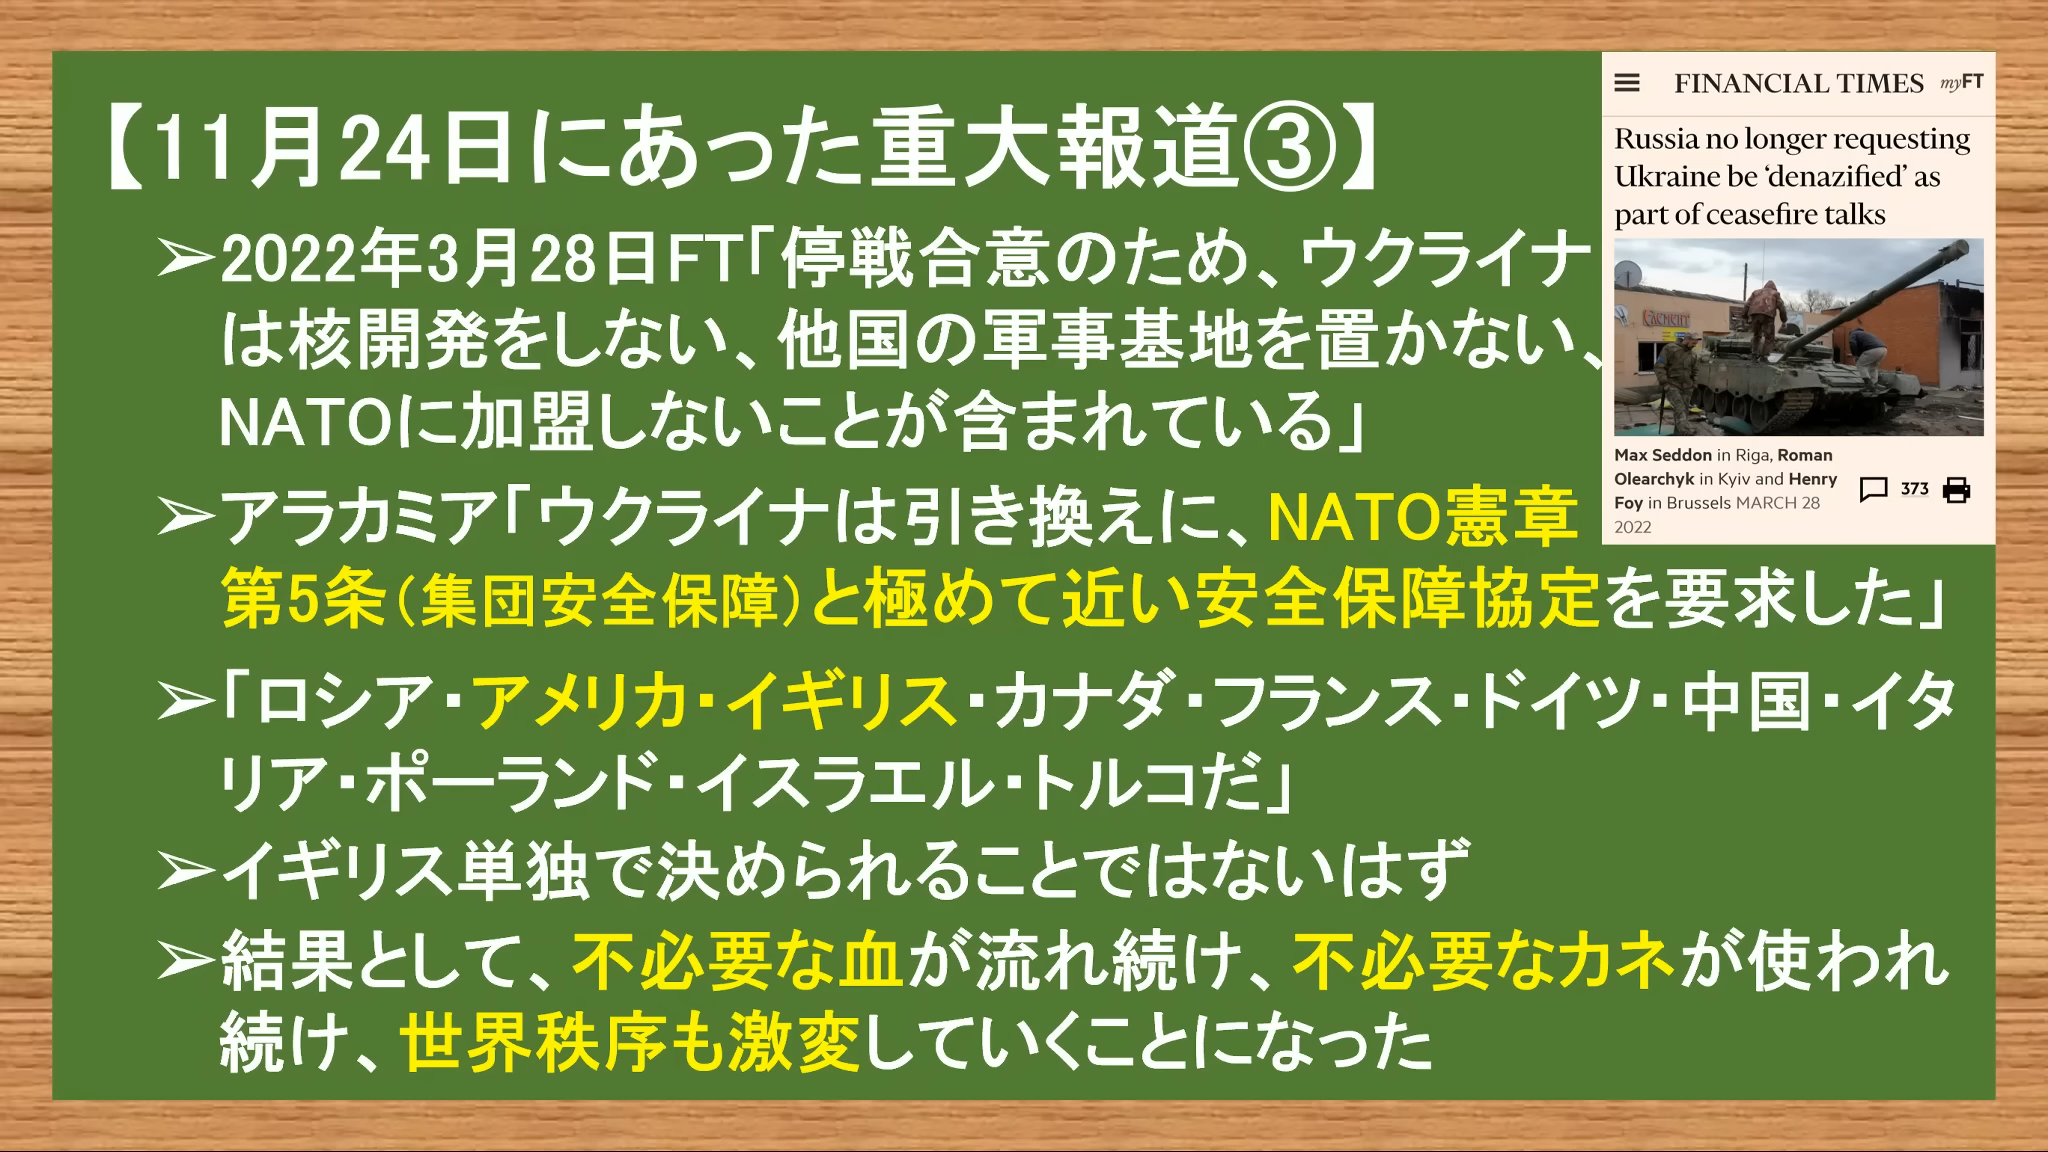 【11月24日にあった重大報道③】
➢2022年3月28日FT「停戦合意のため、ウクライナ
は核開発をしない、他国の軍事基地を置かない、
NATOに加盟しないことが含まれている」
➢アラカミア「ウクライナは引き換えに、NATO憲章
第5条（集団安全保障）と極めて近い安全保障協定を要求した」
➢「ロシア・アメリカ・イギリス・カナダ・フランス・ドイツ・中国・イタ
リア・ポーランド・イスラエル・トルコだ」
➢イギリス単独で決められることではないはず
➢結果として、不必要な血が流れ続け、不必要なカネが使われ
続け、世界秩序も激変していくことになった
FINANCIAL TIMES myFT
Russia no longer requesting
Ukraine be ‘denazified’ as
part of ceasefire talks
Max Seddon in Riga, Roman
Olearchyk in Kyiv and Henry
Foy in Brussels MARCH 28
2022
373